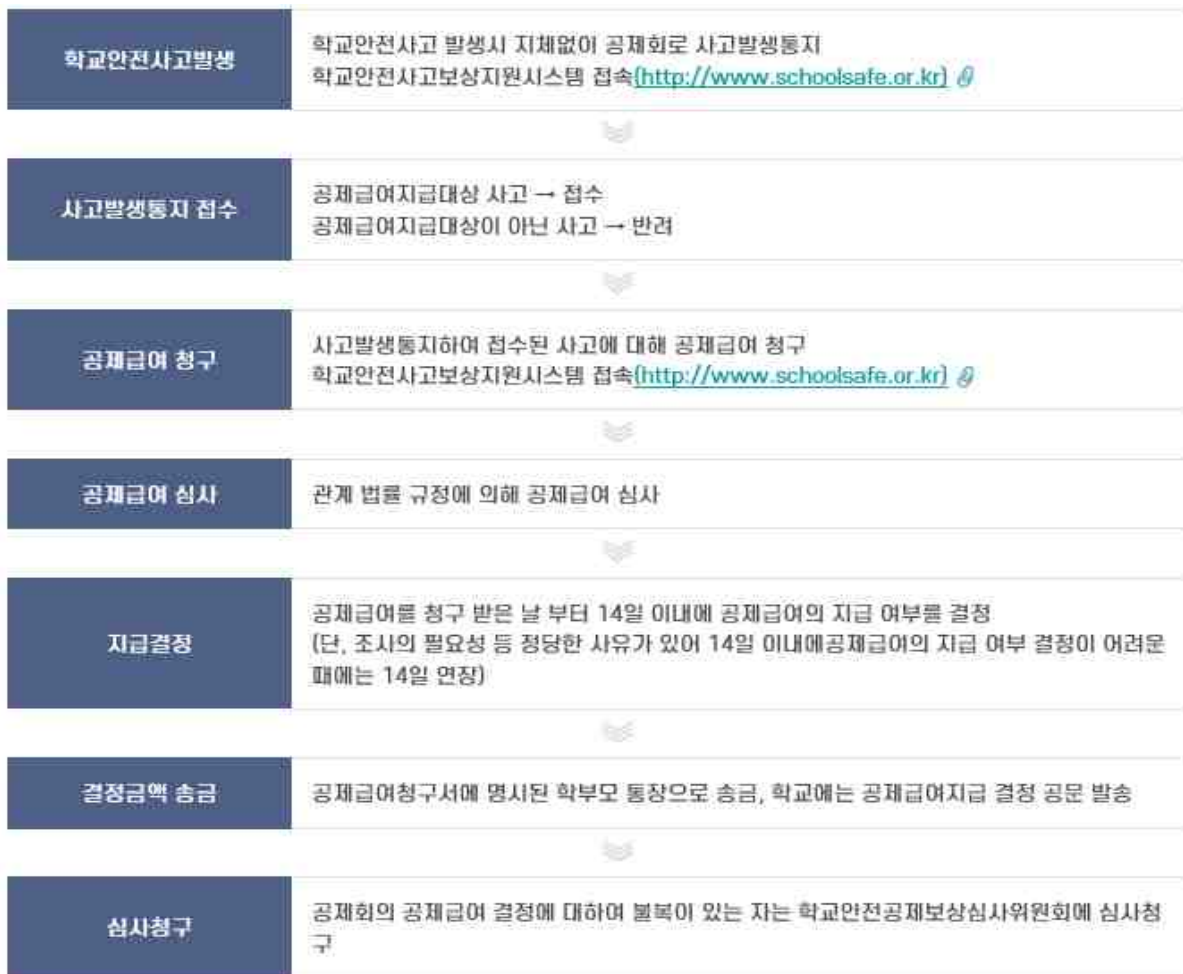 학교안전사고발생
학교안전사고 발생시 지체없이 공제회로 사고발생통지
학교안전사고보상지원시스템 접속(http://www.schoolsafe.or.kr)
사고발생통지 접수
공제급여지급대상 사고 → 접수
공제급여지급대상이 아닌 사고 → 반려
공제급여 청구
사고발생통지하여 접수된 사고에 대해 공제급여 청구
학교안전사고보상지원시스템 접속(http://www.schoolsafe.or.kr)
공제급여 심사
관계 법률 규정에 의해 공제급여 심사
지급결정
공제급여를 청구 받은 날 부터 14일 이내에 공제급여의 지급 여부를 결정
(단, 조사의 필요성 등 정당한 사유가 있어 14일 이내에공제급여의 지급 여부 결정이 어려운
때에는 14일 연장)
결정금액 송금
공제급여청구서에 명시된 학부모 통장으로 송금, 학교에는 공제급여지급 결정 공문 발송
심사청구
공제회의 공제급여 결정에 대하여 불복이 있는 자는 학교안전공제보상심사위원회에 심사청
구